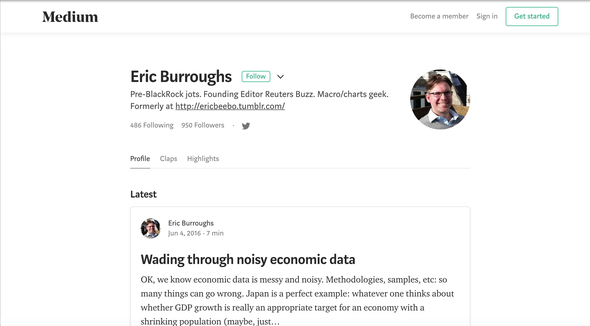 Medium
Become a member Sign in Get started
Eric Burroughs Follow
Pre-BlackRock jots. Founding Editor Reuters Buzz. Macro/charts geek.
Formerly at http://ericbeebo.tumblr.com/
486 Following 950 Followers
Profile Claps Highlights
Latest
Eric Burroughs
Jun 4, 2016 · 7 min
Wading through noisy economic data
OK, we know economic data is messy and noisy. Methodologies, samples, etc: so
many things can go wrong. Japan is a perfect example: whatever one thinks about
whether GDP growth is really an appropriate target for an economy with a
shrinking population (maybe, just…